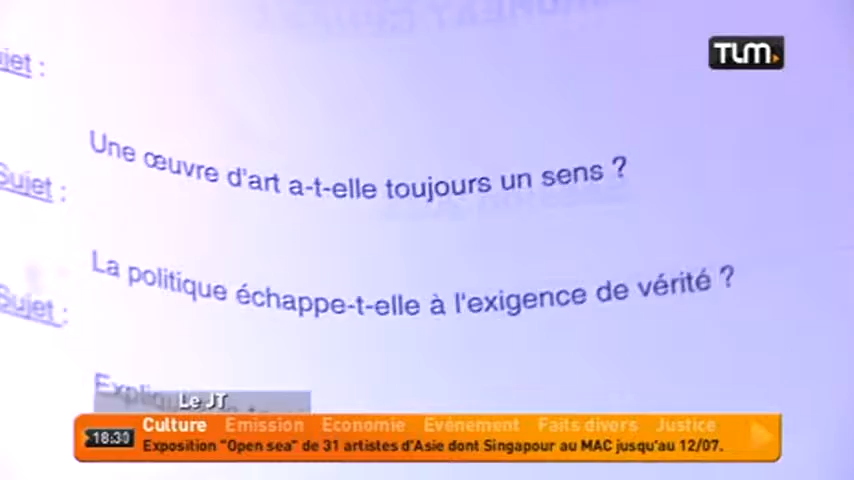 TLM
jet :
Une œuvre d'art a-t-elle toujours un sens ?
Sujet :
La politique échappe-t-elle à l'exigence de vérité ?
Sujet :
Le JT
Culture Emission Economie Evénement Faits divers Justice
18:30
Exposition "Open sea" de 31 artistes d'Asie dont Singapour au MAC jusqu'au 12/07.